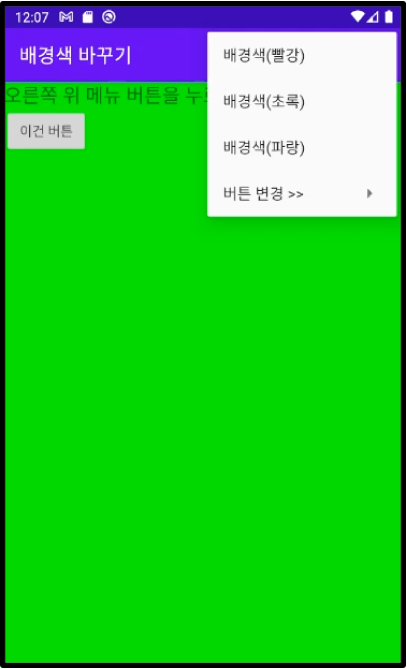 12:07
배경색 바꾸기
배경색(빨강)
오른쪽 위 메뉴 버튼을 누
이건 버튼
배경색(초록)
배경색(파랑)
버튼 변경 >>